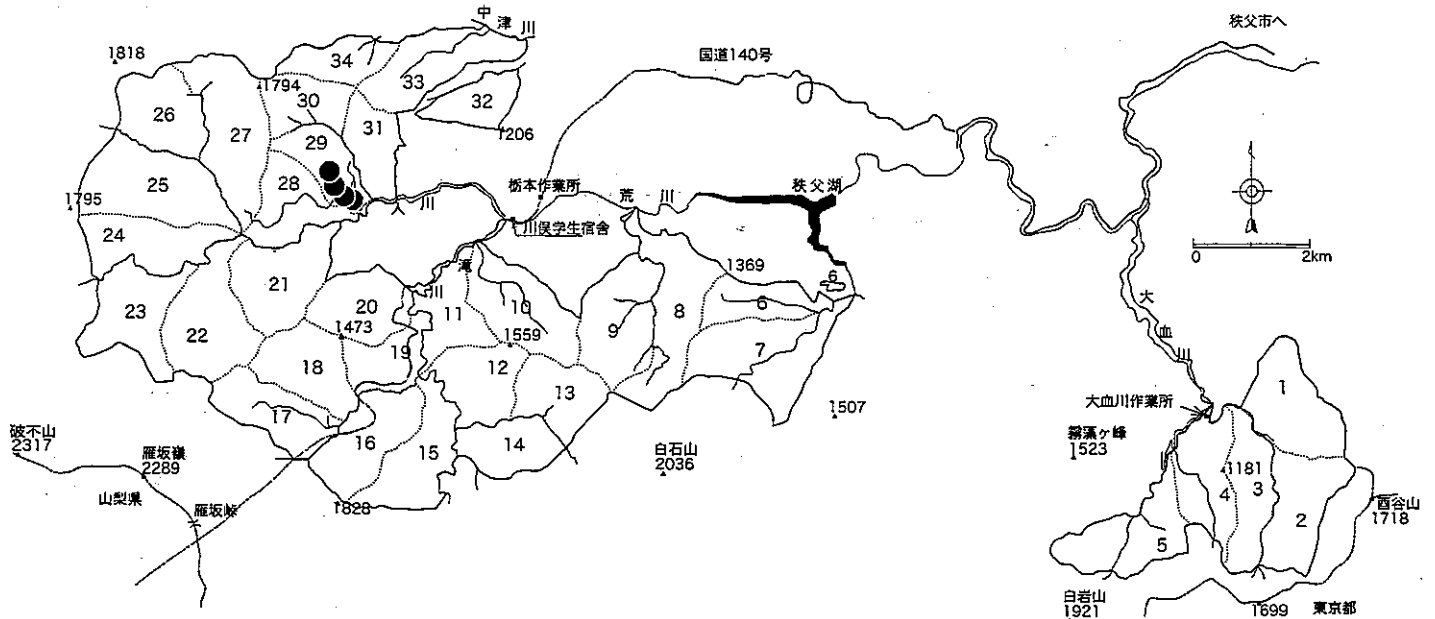 秩父市へ
中津川
1818
国道140号
34
33
1794
30
32
26
27
31
1206
29
25
28
栃本作業所
荒川
秩父湖
1795
川
川俣学生宿舎
0 2km
24
滝
1369
6
21
川
6
23
20
11
10
8
大血川
22
1473
1559
9
19
7
18
12
13
1
17
大血川作業所
1507
16
15
14
霧藻ヶ峰
1523
破不山
2317
雁坂嶺
2289
白石山
2036
1181
4
3
酉谷山
1718
山梨県
雁坂峠
1828
2
5
白岩山
1921
1699
東京都